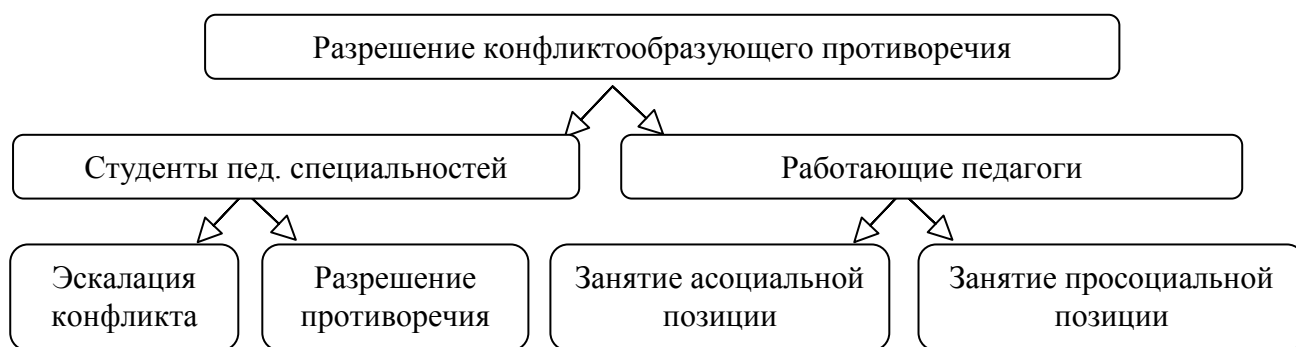 Разрешение конфликтообразующего противоречия
Студенты пед. специальностей
Работающие педагоги
Эскалация
конфликта
Разрешение
противоречия
Занятие асоциальной
позиции
Занятие просоциальной
позиции